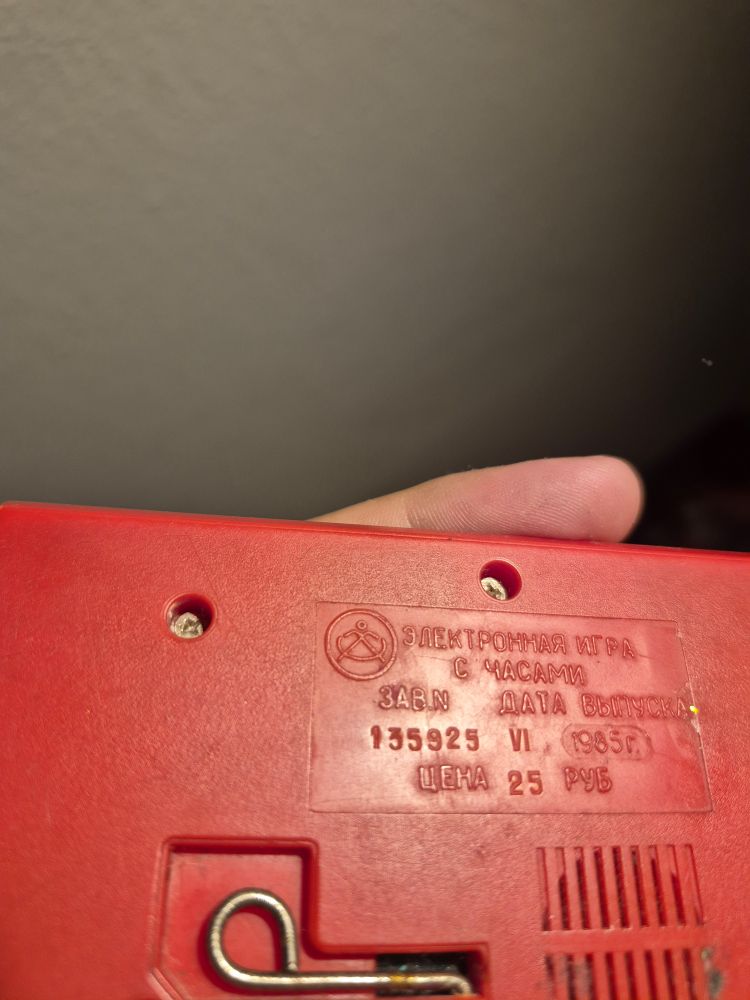 ЭЛЕКТРОННАЯ ИГРА
С ЧАСАМИ
ЗАВ.N ДАТА ВЫПУСКА
135925 VI 1985г.
ЦЕНА 25 РУБ